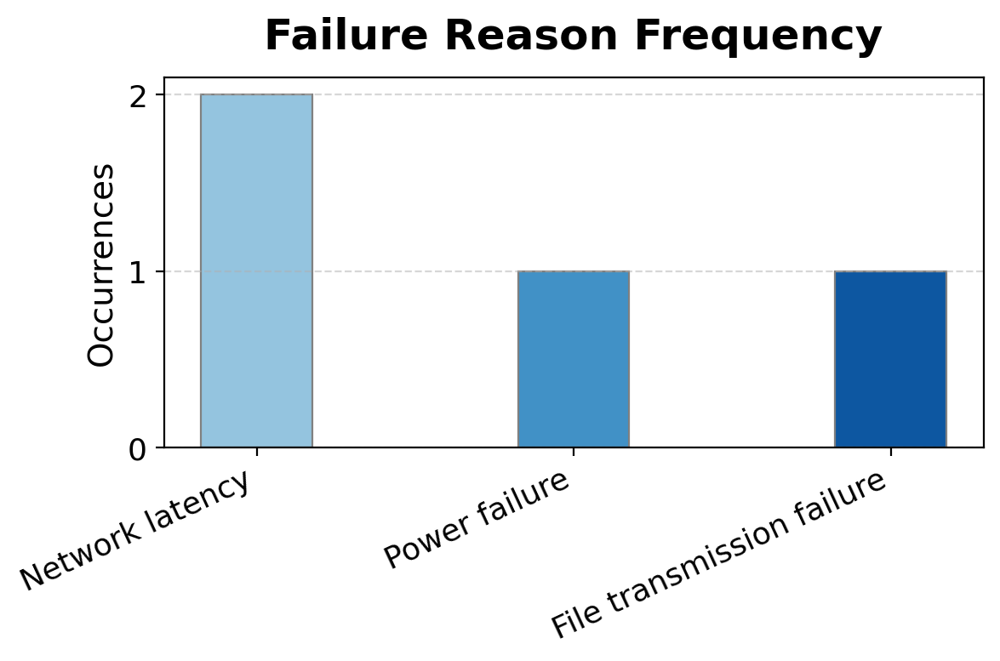 Failure Reason Frequency
Occurrences
2
1
0
Network latency
Power failure
File transmission failure